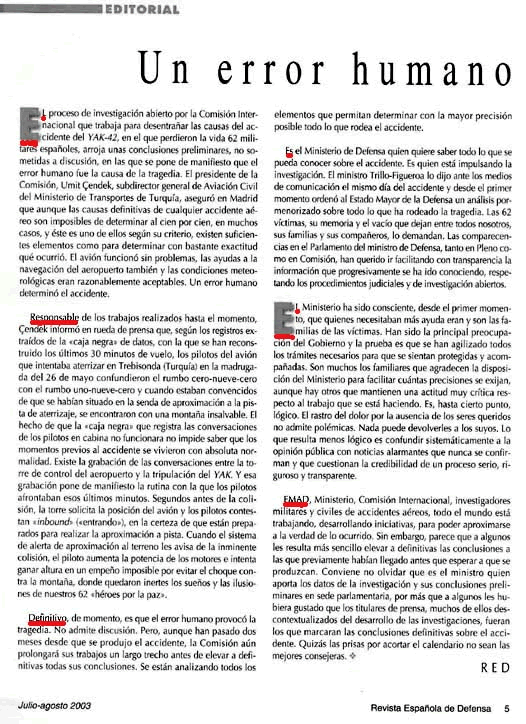 EDITORIAL
Un error humano
EL proceso de investigación abierto por la Comisión Inter-
nacional que trabaja para desentrañar las causas del ac-
cidente del YAK-42, en el que perdieron la vida 62 mili-
tares españoles, arroja unas conclusiones preliminares, no so-
metidas a discusión, en las que se pone de manifiesto que el
error humano fue la causa de la tragedia. El presidente de la
Comisión, Umit Çendek, subdirector general de Aviación Civil
del Ministerio de Transportes de Turquía, aseguró en Madrid
que aunque las causas definitivas de cualquier accidente aé-
reo son imposibles de determinar al cien por cien, en muchos
casos, y éste es uno de ellos según su criterio, existen suficien-
tes elementos como para determinar con bastante exactitud
qué ocurrió. El avión funcionó sin problemas, las ayudas a la
navegación del aeropuerto también y las condiciones meteo-
rológicas eran razonablemente aceptables. Un error humano
determinó el accidente.
Responsable de los trabajos realizados hasta el momento,
Çendek informó en rueda de prensa que, según los registros ex-
traídos de la «caja negra» de datos, con la que se han recons-
truido los últimos 30 minutos de vuelo, los pilotos del avión
que intentaba aterrizar en Trebisonda (Turquía) en la madruga-
da del 26 de mayo confundieron el rumbo cero-nueve-cero
con el rumbo uno-nueve-cero y cuando estaban convencidos
de que se habían situado en la senda de aproximación a la pis-
ta de aterrizaje, se encontraron con una montaña insalvable. El
hecho de que la «caja negra» que registra las conversaciones
de los pilotos en cabina no funcionara no impide saber que los
momentos previos al accidente se vivieron con absoluta nor-
malidad. Existe la grabación de las conversaciones entre la to-
rre de control del aeropuerto y la tripulación del YAK. Y esa
grabación pone de manifiesto la rutina con la que los pilotos
afrontaban esos últimos minutos. Segundos antes de la coli-
sión, la torre solicita la posición del avión y los pilotos contes-
tan «inbound» («entrando»), en la certeza de que están prepa-
rados para realizar la aproximación a pista. Cuando el sistema
de alerta de aproximación al terreno les avisa de la inminente
colisión, el piloto aumenta la potencia de los motores e intenta
ganar altura en un empeño imposible por evitar el choque con-
tra la montaña, donde quedaron inertes los sueños y las ilusio-
nes de nuestros 62 «héroes por la paz».
Definitivo, de momento, es que el error humano provocó la
tragedia. No admite discusión. Pero, aunque han pasado dos
meses desde que se produjo el accidente, la Comisión aún
prolongará sus trabajos un largo trecho antes de elevar a defi-
nitivas todas sus conclusiones. Se están analizando todos los
elementos que permitan determinar con la mayor precisión
posible todo lo que rodea el accidente.
Es el Ministerio de Defensa quien quiere saber todo lo que se
pueda conocer sobre el accidente. Es quien está impulsando la
investigación. El ministro Trillo-Figueroa lo dijo ante los medios
de comunicación el mismo día del accidente y desde el primer
momento ordenó al Estado Mayor de la Defensa un análisis por-
menorizado sobre todo lo que ha rodeado la tragedia. Las 62
víctimas, su memoria y el vacío que dejan entre todos nosotros,
sus familias y sus compañeros, lo demandan. Las comparecen-
cias en el Parlamento del ministro de Defensa, tanto en Pleno co-
mo en Comisión, han querido ir facilitando con transparencia la
información que progresivamente se ha ido conociendo, respe-
tando los procedimientos judiciales y de investigación abiertos.
EL Ministerio ha sido consciente, desde el primer momen-
to, que quienes necesitaban más ayuda eran y son las fa-
milias de las víctimas. Han sido la principal preocupa-
ción del Gobierno y la prueba es que se han agilizado todos
los trámites necesarios para que se sientan protegidas y acom-
pañadas. Son muchos los familiares que agradecen la disposi-
ción del Ministerio para facilitar cuántas precisiones se exijan,
aunque hay otros que mantienen una actitud muy crítica res-
pecto al trabajo que se está haciendo. Es, hasta cierto punto,
lógico. El rastro del dolor por la ausencia de los seres queridos
no admite polémicas. Nada puede devolverles a los suyos. Lo
que resulta menos lógico es confundir sistemáticamente a la
opinión pública con noticias alarmantes que nunca se confir-
man y que cuestionan la credibilidad de un proceso serio, ri-
guroso y transparente.
EMAD, Ministerio, Comisión Internacional, investigadores
militares y civiles de accidentes aéreos, todo el mundo está
trabajando, desarrollando iniciativas, para poder aproximarse
a la verdad de lo ocurrido. Sin embargo, parece que a algunos
les resulta más sencillo elevar a definitivas las conclusiones a
las que previamente habían llegado antes que esperar a que se
produzcan. Conviene no olvidar que es el ministro quien
aporta los datos de la investigación y sus conclusiones preli-
minares en sede parlamentaria, por más que a algunos les hu-
biera gustado que los titulares de prensa, muchos de ellos des-
contextualizados del desarrollo de las investigaciones, fueran
los que marcaran las conclusiones definitivas sobre el acci-
dente. Quizás las prisas por acortar el calendario no sean las
mejores consejeras.
RED
Julio-agosto 2003
Revista Española de Defensa 5